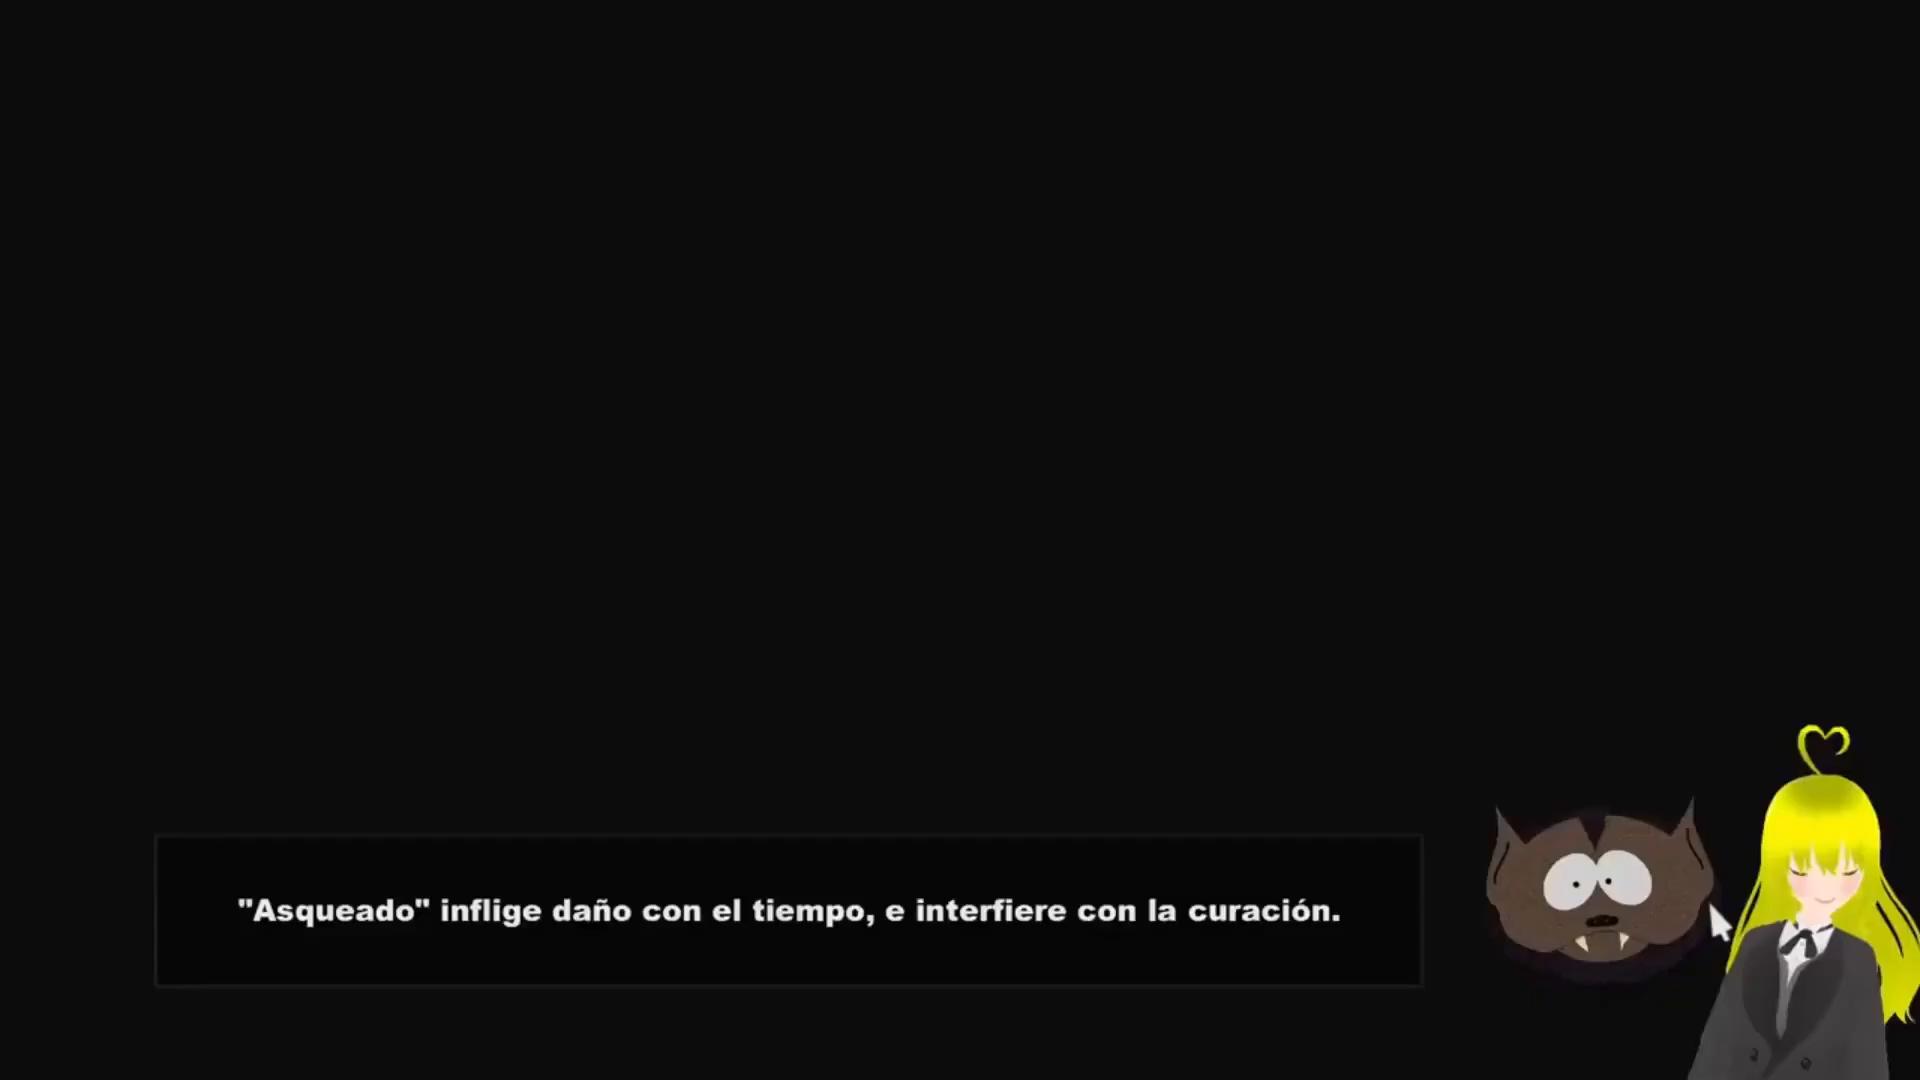 "Asqueado" inflige daño con el tiempo, e interfiere con la curación.